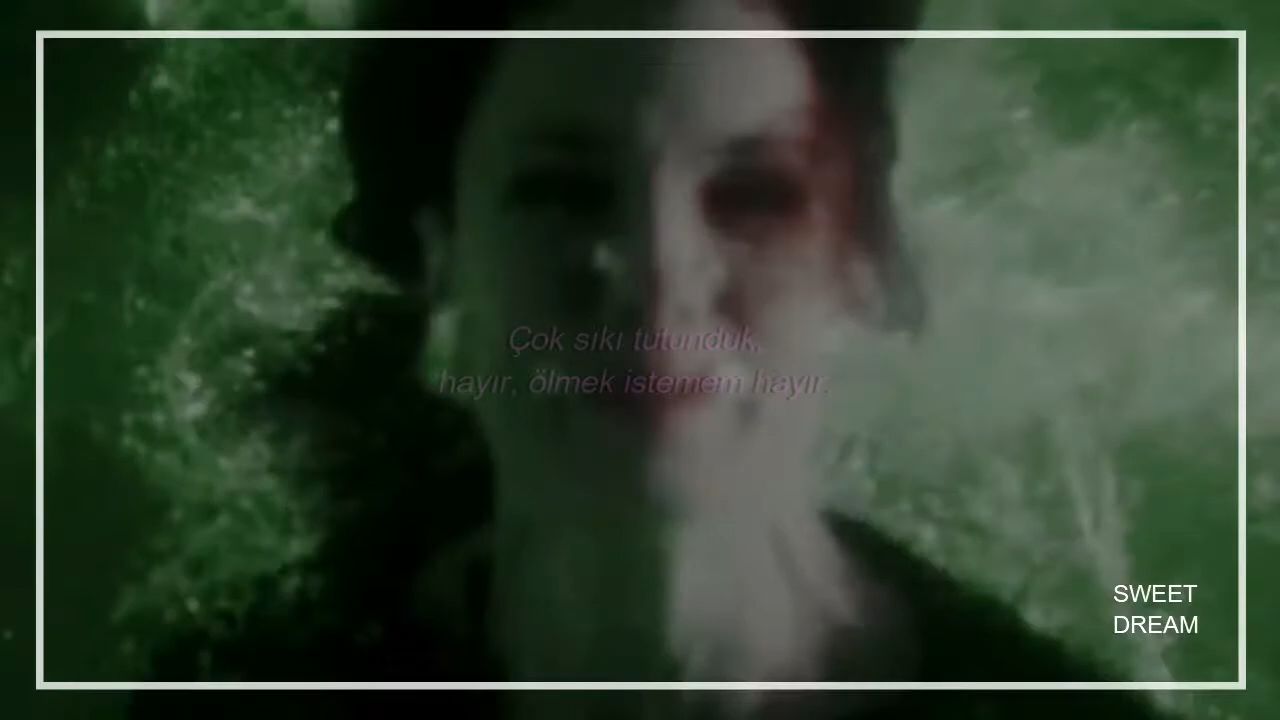 Çok sıkı tutunduk,
hayır, ölmek istemem hayır.
SWEET
DREAM